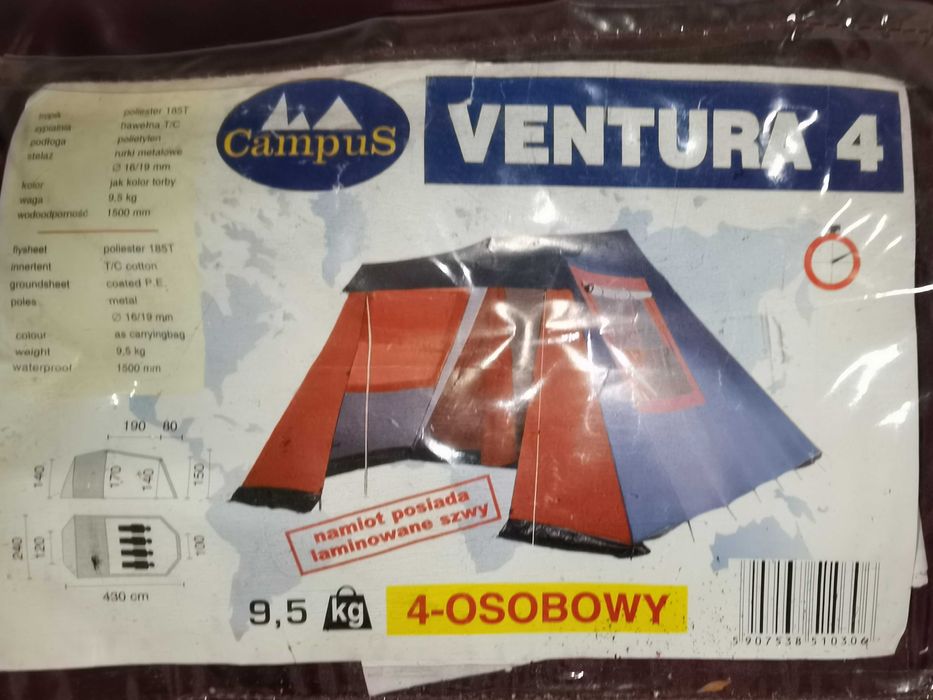 tropik poliester 185T
sypialnia bawełna T/C
podłoga polietylen
stelaż rurki metalowe
∅ 16/19 mm
kolor jak kolor torby
waga 9,5 kg
wodoodporność 1500 mm
flysheet poliester 185T
innertent T/C cotton
groundsheet coated P.E.
poles metal
∅ 16/19 mm
colour as carryingbag
weight 9,5 kg
waterproof 1500 mm
CampuS
VENTURA 4
190 80
140 170 140 150
240 120 100
430 cm
namiot posiada
laminowane szwy
9,5 kg
4-OSOBOWY
5 907538 510306